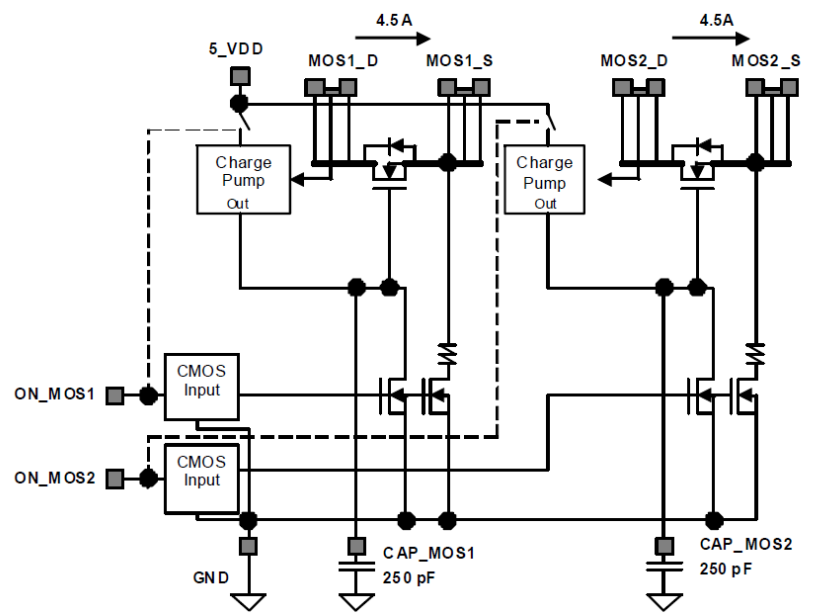 4.5A
4.5A
5_VDD
MOS1_D
MOS1_S
MOS2_D
MOS2_S
Charge
Pump
Out
Charge
Pump
Out
ON_MOS1
CMOS
Input
ON_MOS2
CMOS
Input
GND
CAP_MOS1
250 pF
CAP_MOS2
250 pF